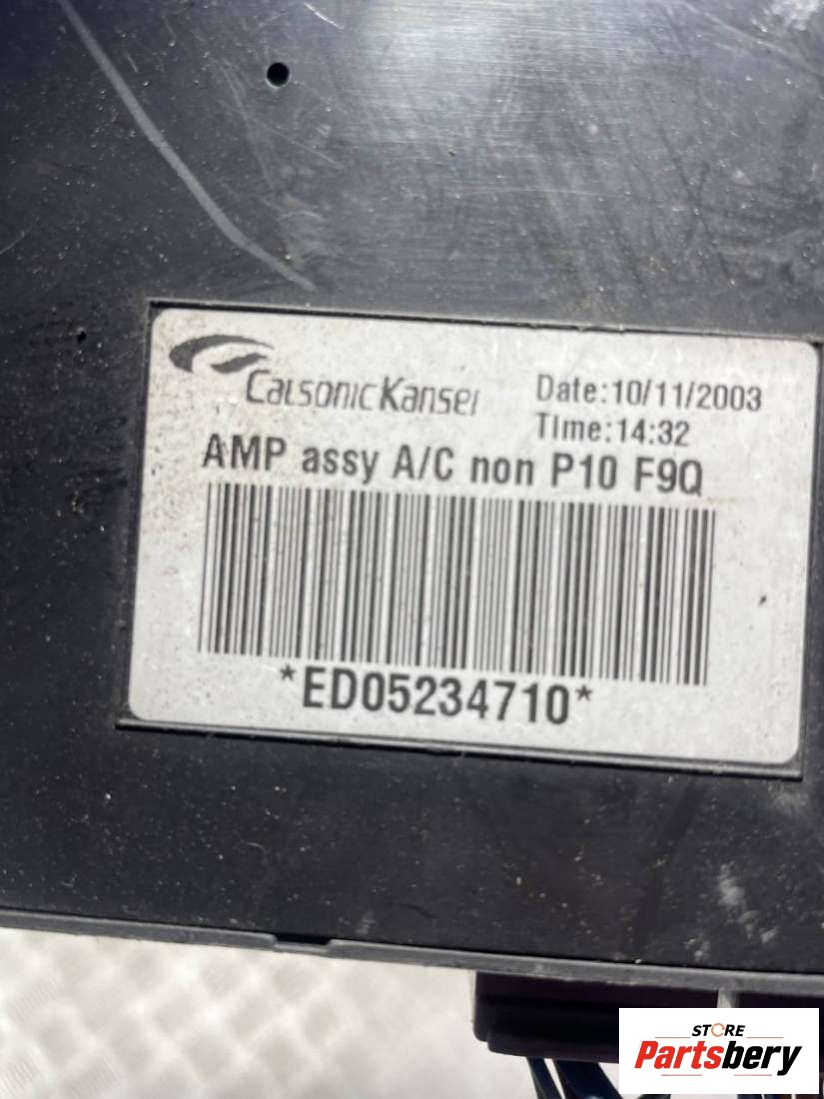 CalsonicKansei
Date:10/11/2003
Time:14:32
AMP assy A/C non P10 F9Q
*ED05234710*
STORE
Partsbery